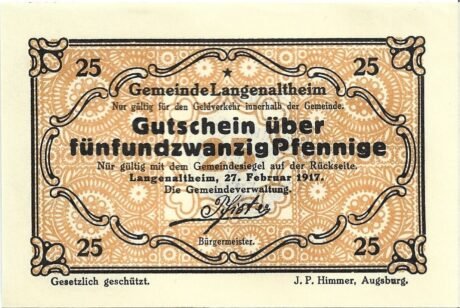 25 25
Gemeinde Langenaltheim
Nur gültig für den Geldverkehr innerhalb der Gemeinde.
Gutschein über
fünfundzwanzig Pfennige
Nur gültig mit dem Gemeindesiegel auf der Rückseite.
Langenaltheim, 27. Februar 1917.
Die Gemeindeverwaltung.
Bürgermeister.
25 25
Gesetzlich geschützt. J. P. Himmer, Augsburg.